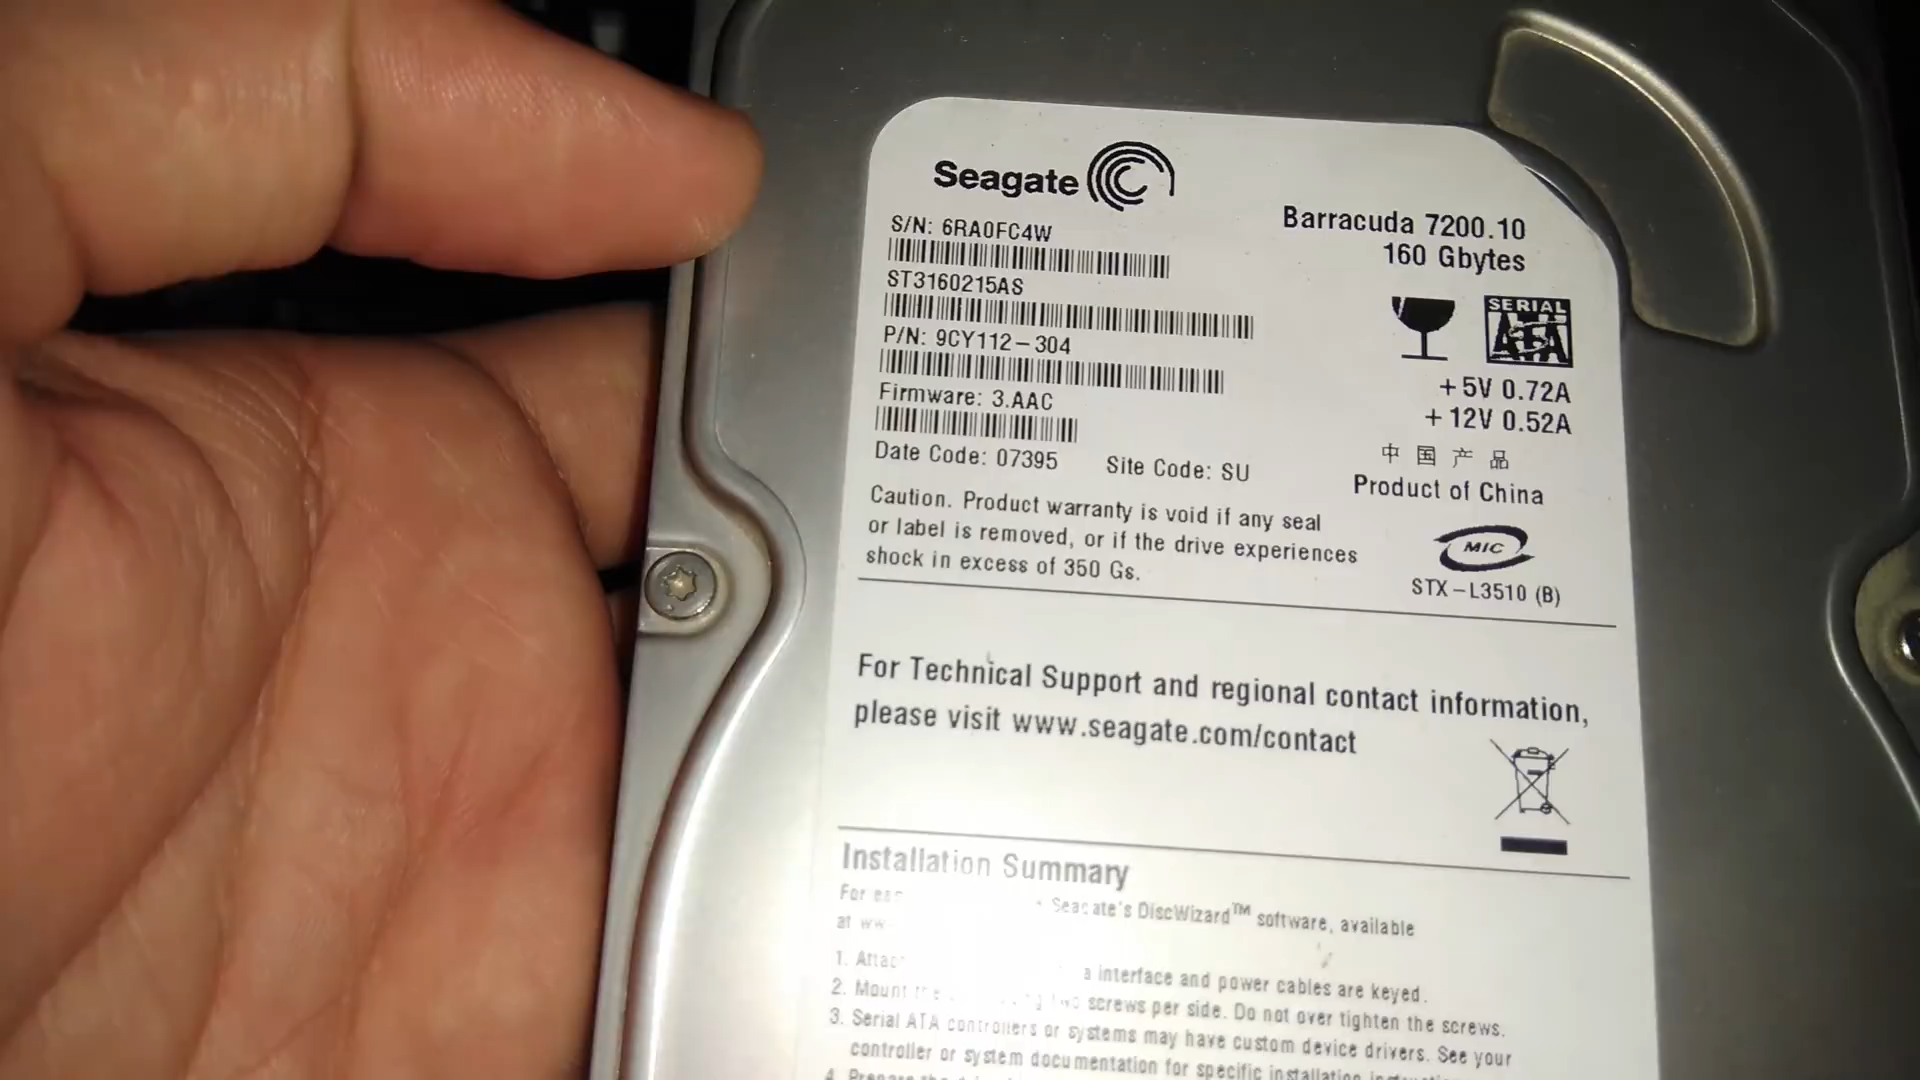 Seagate
S/N: 6RA0FC4W
ST3160215AS
P/N: 9CY112-304
Firmware: 3.AAC
Date Code: 07395 Site Code: SU
Barracuda 7200.10
160 Gbytes
SERIAL
ATA
+5V 0.72A
+12V 0.52A
中国产品
Product of China
MIC
STX-L3510 (B)
Caution. Product warranty is void if any seal
or label is removed, or if the drive experiences
shock in excess of 350 Gs.
For Technical Support and regional contact information,
please visit www.seagate.com/contact
Installation Summary
For Seagate's DiscWizard™ software, available
at
1. a interface and power cables are keyed.
2. Mount screws per side. Do not over tighten the screws.
3. Serial ATA controllers or systems may have custom device drivers. See your
controller or system documentation for specific installation